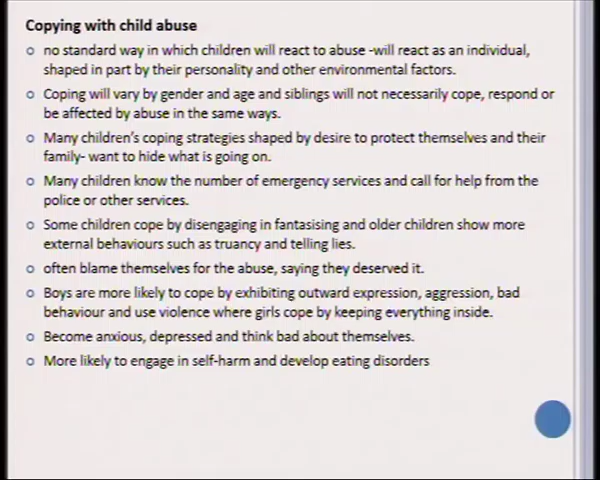 Copying with child abuse
no standard way in which children will react to abuse -will react as an individual,
shaped in part by their personality and other environmental factors.
Coping will vary by gender and age and siblings will not necessarily cope, respond or
be affected by abuse in the same ways.
Many children's coping strategies shaped by desire to protect themselves and their
family- want to hide what is going on.
Many children know the number of emergency services and call for help from the
police or other services.
Some children cope by disengaging in fantasising and older children show more
external behaviours such as truancy and telling lies.
often blame themselves for the abuse, saying they deserved it.
Boys are more likely to cope by exhibiting outward expression, aggression, bad
behaviour and use violence where girls cope by keeping everything inside.
Become anxious, depressed and think bad about themselves.
More likely to engage in self-harm and develop eating disorders